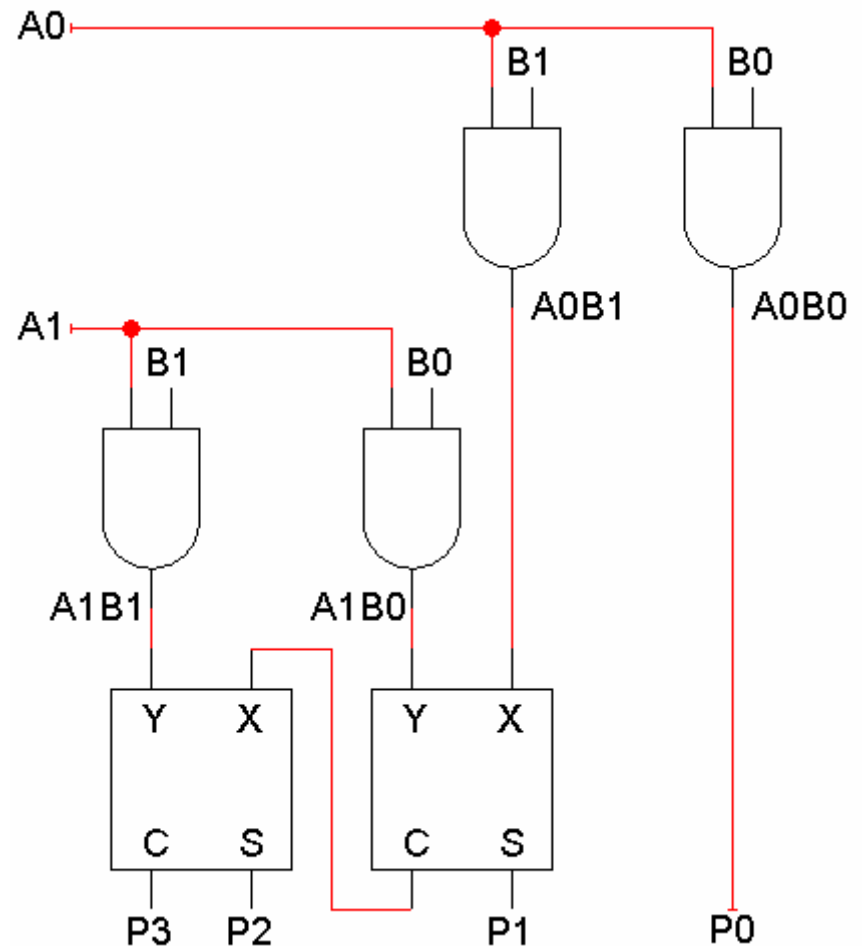 A0
B1 B0
A0B1 A0B0
A1
B1 B0
A1B1 A1B0
Y X Y X
C S C S
P3 P2 P1 P0